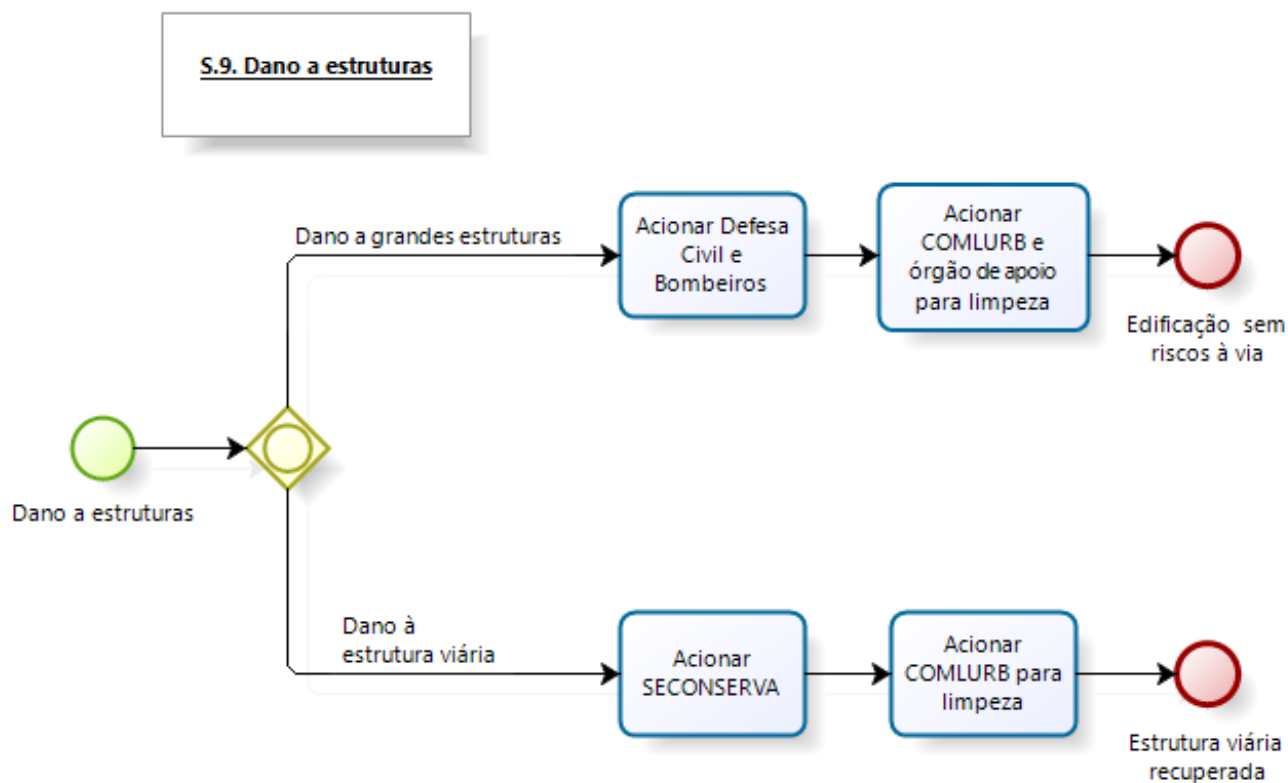 S.9. Dano a estruturas
Dano a grandes estruturas
Acionar Defesa
Civil e
Bombeiros
Acionar
COMLURB e
órgão de apoio
para limpeza
Edificação sem
riscos à via
Dano a estruturas
Dano à
estrutura viária
Acionar
SECONSERVA
Acionar
COMLURB para
limpeza
Estrutura viária
recuperada